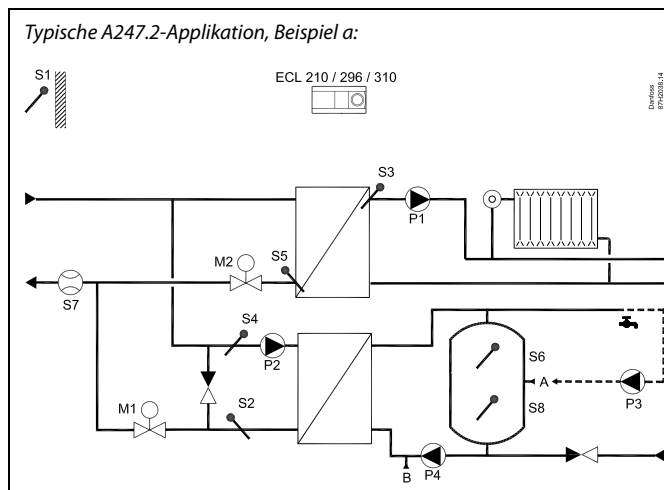 Typische A247.2-Applikation, Beispiel a:
S1
ECL 210 / 296 / 310
Danfoss
87H2038.14
S3
P1
M2
S5
S7
S4
P2
S6
A
S8
P3
M1
S2
B
P4